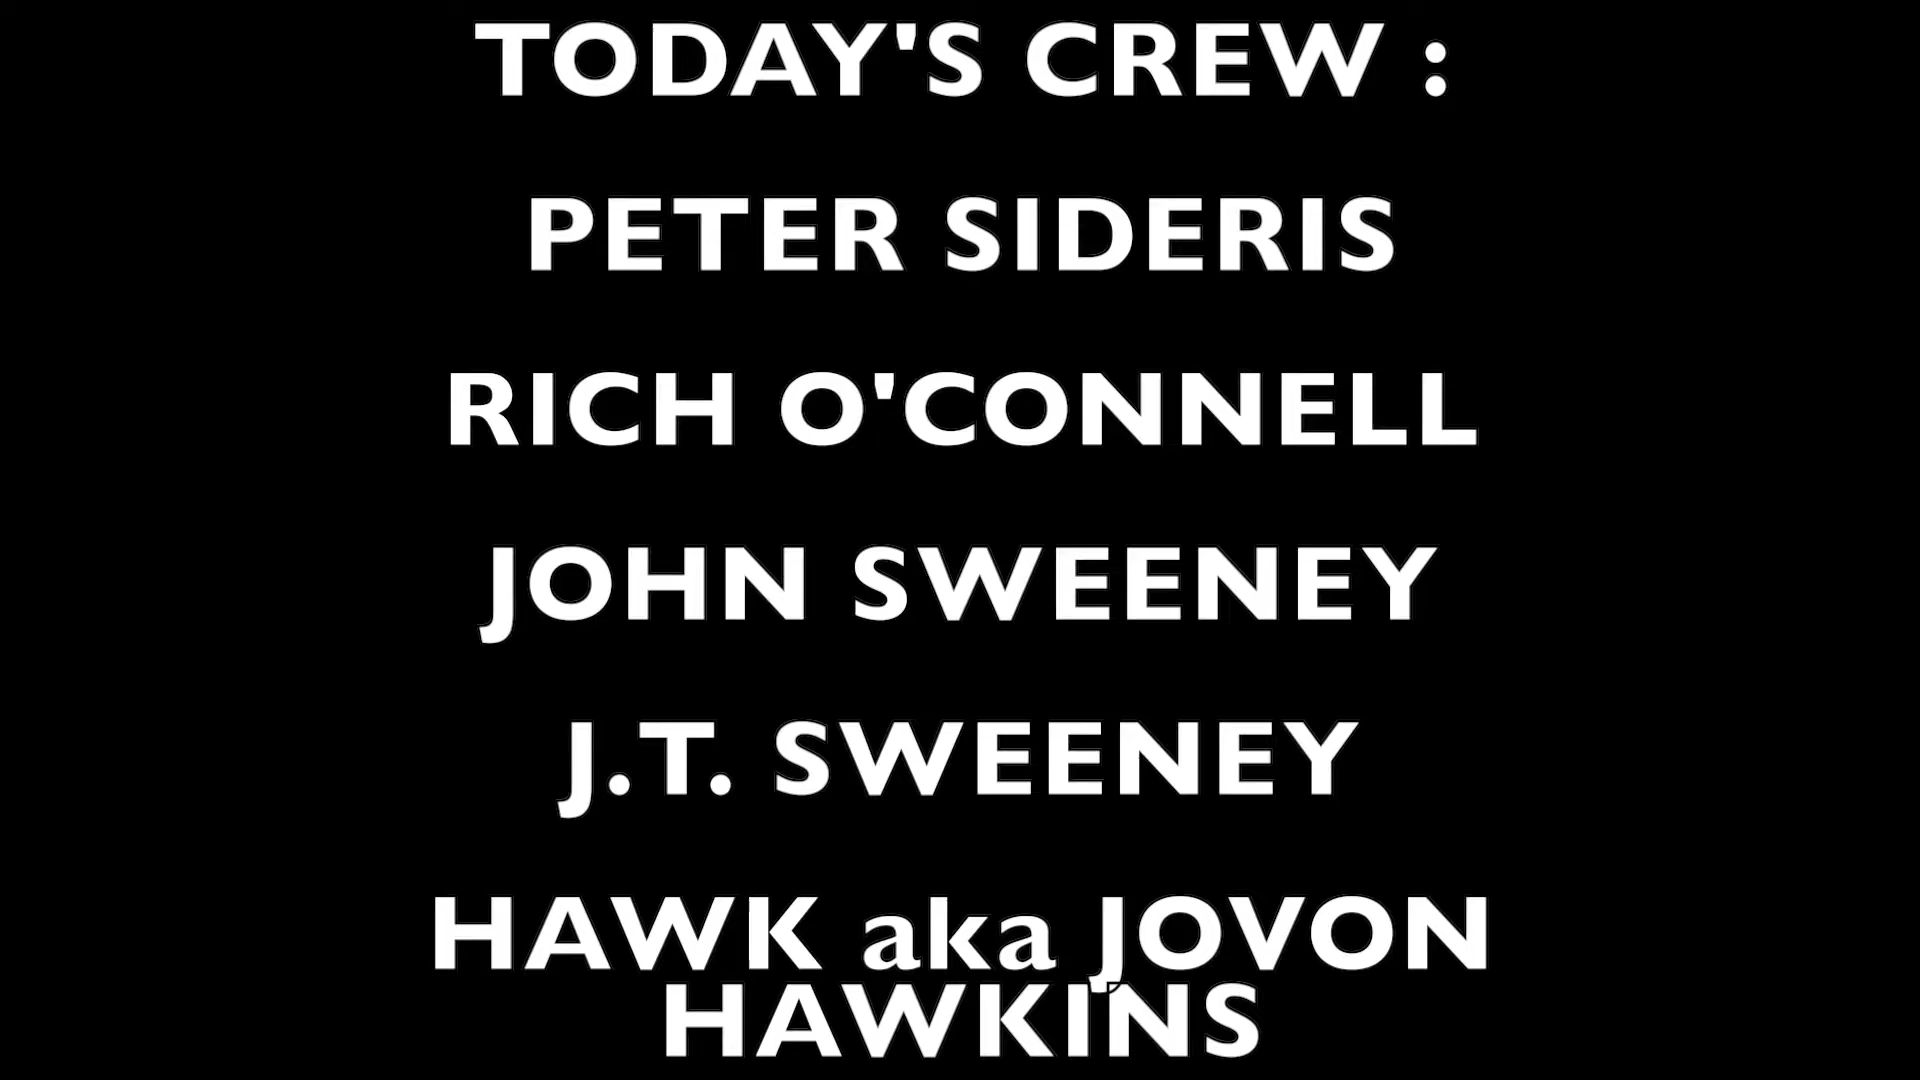 TODAY'S CREW :
PETER SIDERIS
RICH O'CONNELL
JOHN SWEENEY
J.T. SWEENEY
HAWK aka JOVON
HAWKINS